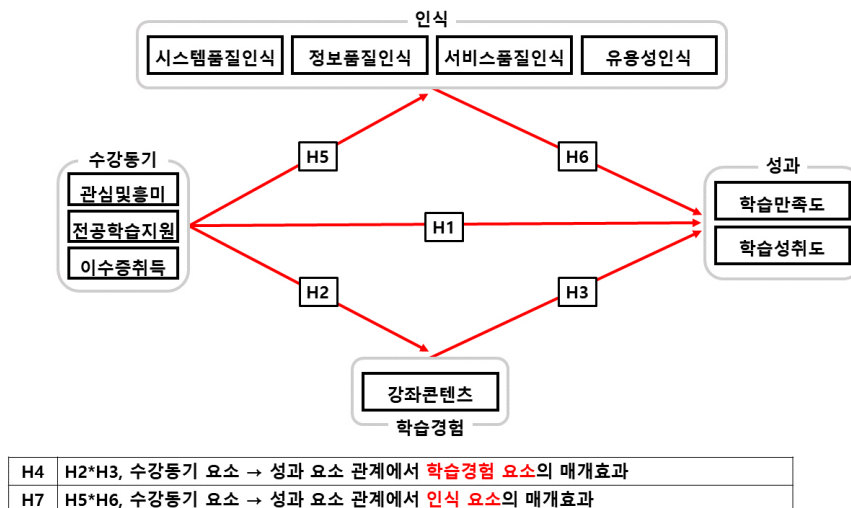 인식
시스템품질인식 정보품질인식 서비스품질인식 유용성인식
H5 H6
수강동기
관심및흥미
전공학습지원
이수증취득
H1
성과
학습만족도
학습성취도
H2 H3
강좌콘텐츠
학습경험
H4 H2*H3, 수강동기 요소 → 성과 요소 관계에서 학습경험 요소의 매개효과
H7 H5*H6, 수강동기 요소 → 성과 요소 관계에서 인식 요소의 매개효과